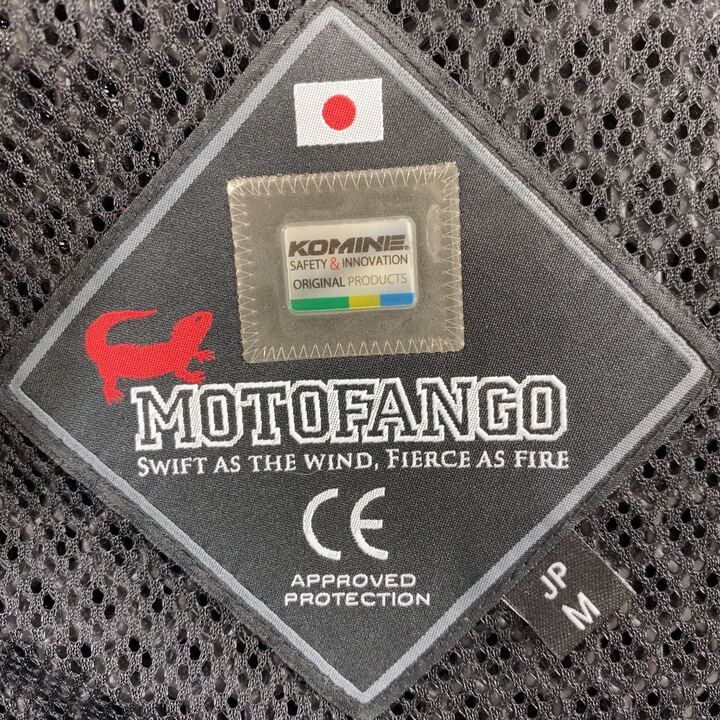 KOMINE®
SAFETY & INNOVATION
ORIGINAL PRODUCTS
MOTOFANGO
SWIFT AS THE WIND, FIERCE AS FIRE
CE
APPROVED
PROTECTION
JP
M